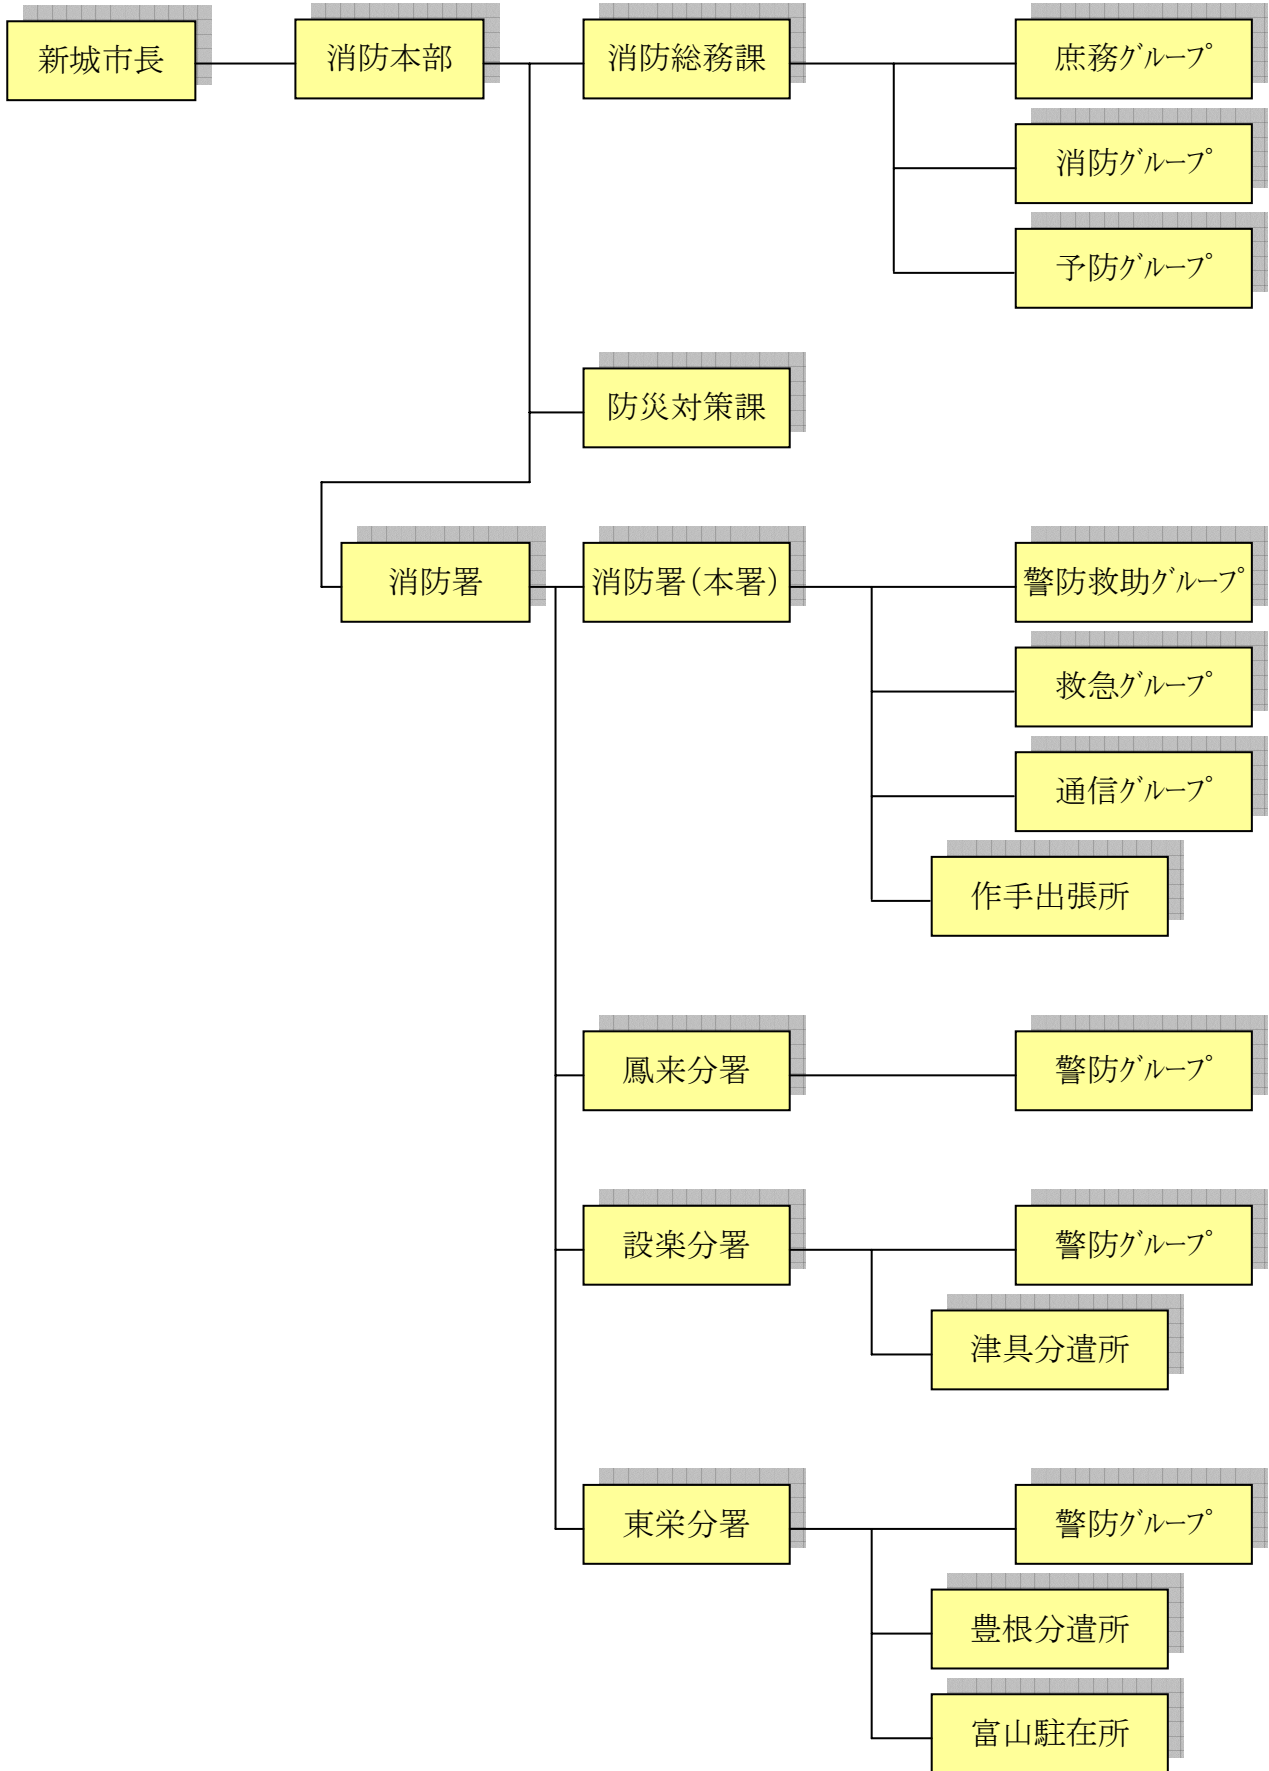 新城市長
消防本部
消防総務課
庶務ｸﾞﾙｰﾌﾟ
消防ｸﾞﾙｰﾌﾟ
予防ｸﾞﾙｰﾌﾟ
防災対策課
消防署
消防署(本署)
警防救助ｸﾞﾙｰﾌﾟ
救急ｸﾞﾙｰﾌﾟ
通信ｸﾞﾙｰﾌﾟ
作手出張所
鳳来分署
警防ｸﾞﾙｰﾌﾟ
設楽分署
警防ｸﾞﾙｰﾌﾟ
津具分遣所
東栄分署
警防ｸﾞﾙｰﾌﾟ
豊根分遣所
富山駐在所